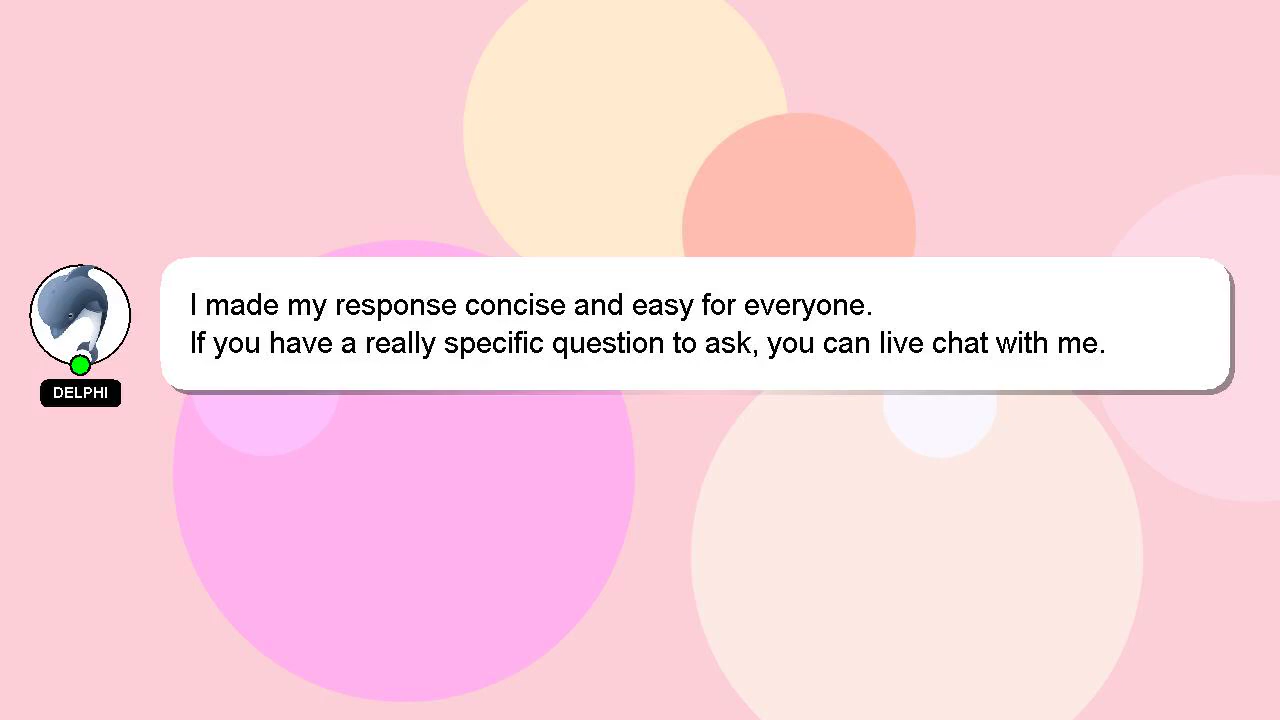 I made my response concise and easy for everyone.
If you have a really specific question to ask, you can live chat with me.
DELPHI